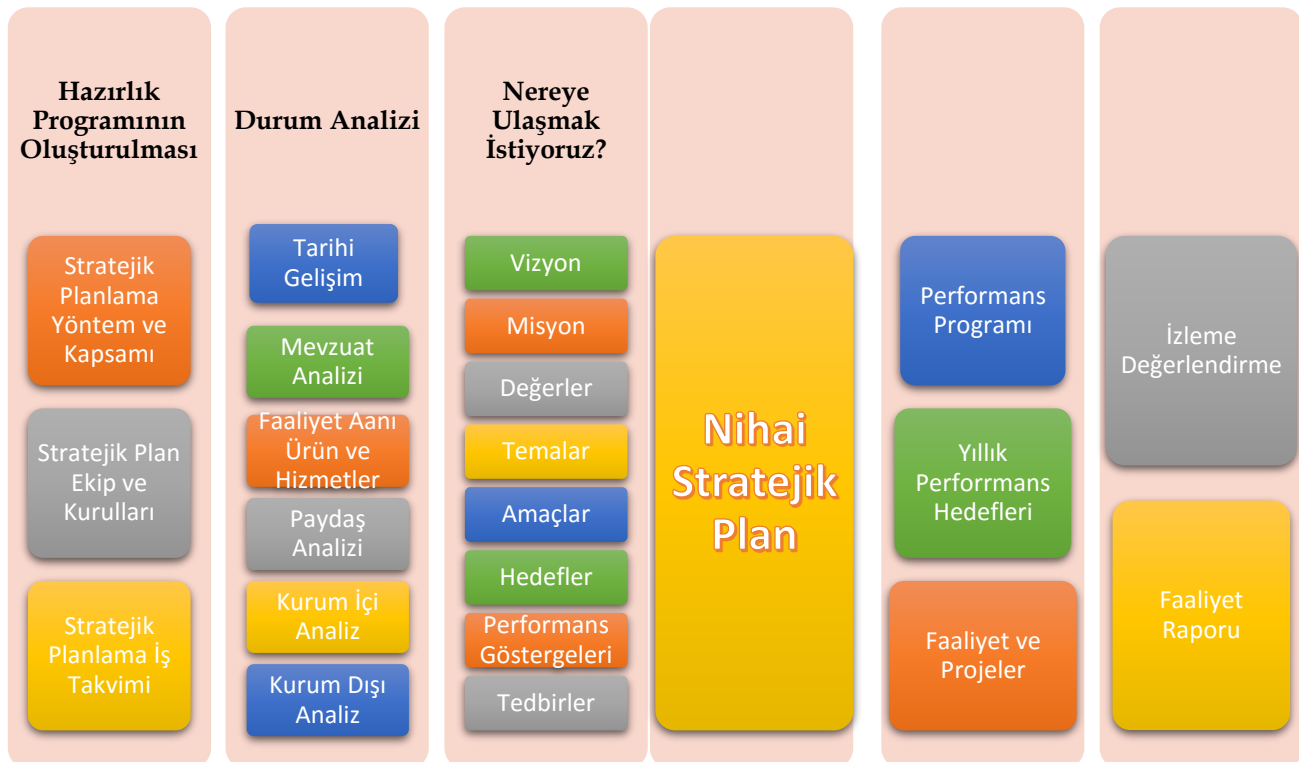 Hazırlık
Programının
Oluşturulması
Stratejik
Planlama
Yöntem ve
Kapsamı
Stratejik Plan
Ekip ve
Kurulları
Stratejik
Planlama İş
Takvimi
Durum Analizi
Tarihi
Gelişim
Mevzuat
Analizi
Faaliyet Aanı
Ürün ve
Hizmetler
Paydaş
Analizi
Kurum İçi
Analiz
Kurum Dışı
Analiz
Nereye
Ulaşmak
İstiyoruz?
Vizyon
Misyon
Değerler
Temalar
Amaçlar
Hedefler
Performans
Göstergeleri
Tedbirler
Nihai
Stratejik
Plan
Performans
Programı
Yıllık
Perforrmans
Hedefleri
Faaliyet ve
Projeler
İzleme
Değerlendirme
Faaliyet
Raporu